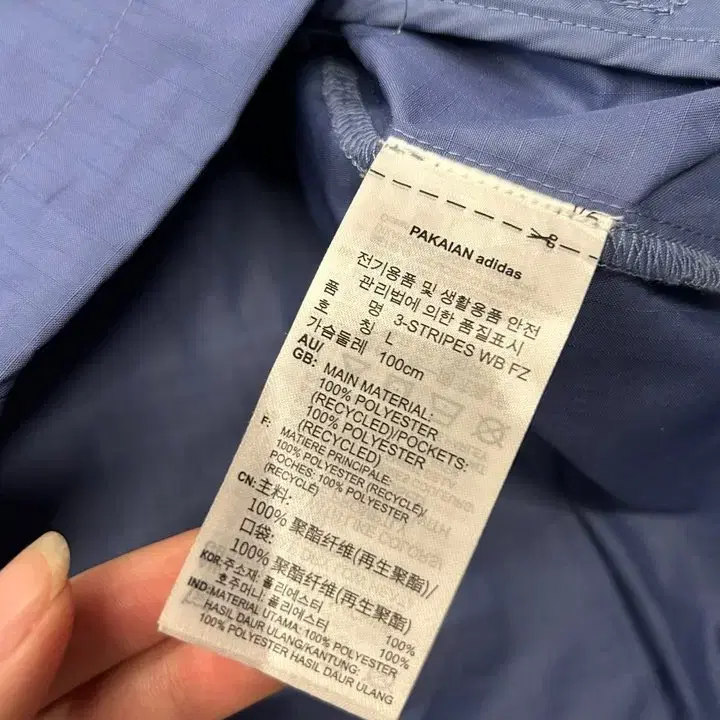 PAKAIAN adidas
전기용품 및 생활용품 안전
관리법에 의한 품질표시
품 명 3-STRIPES WB FZ
호 칭 L
가슴둘레 100cm
AU/
GB: MAIN MATERIAL:
100% POLYESTER
(RECYCLED)/POCKETS:
100% POLYESTER
(RECYCLED)
F: MATIERE PRINCIPALE:
100% POLYESTER (RECYCLE)/
POCHES: 100% POLYESTER
(RECYCLE)
CN: 主料:
100% 聚酯纤维(再生聚酯)/
口袋:
100% 聚酯纤维(再生聚酯)
KOR: 주소재: 폴리에스터 100%
호주머니: 폴리에스터 100%
IND: MATERIAL UTAMA: 100% POLYESTER
HASIL DAUR ULANG/KANTUNG:
100% POLYESTER HASIL DAUR ULANG